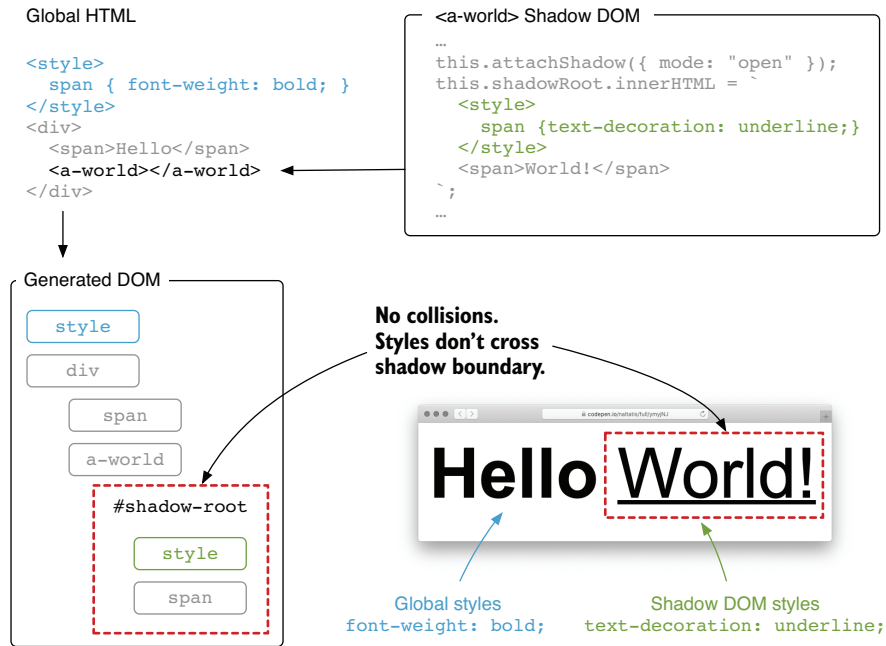 Global HTML
<style>
span { font-weight: bold; }
</style>
<div>
<span>Hello</span>
<a-world></a-world>
</div>
<a-world> Shadow DOM
…
this.attachShadow({ mode: "open" });
this.shadowRoot.innerHTML = `
<style>
span {text-decoration: underline;}
</style>
<span>World!</span>
`;
…
Generated DOM
style
div
span
a-world
#shadow-root
style
span
No collisions.
Styles don’t cross
shadow boundary.
Hello World!
Global styles
font-weight: bold;
Shadow DOM styles
text-decoration: underline;